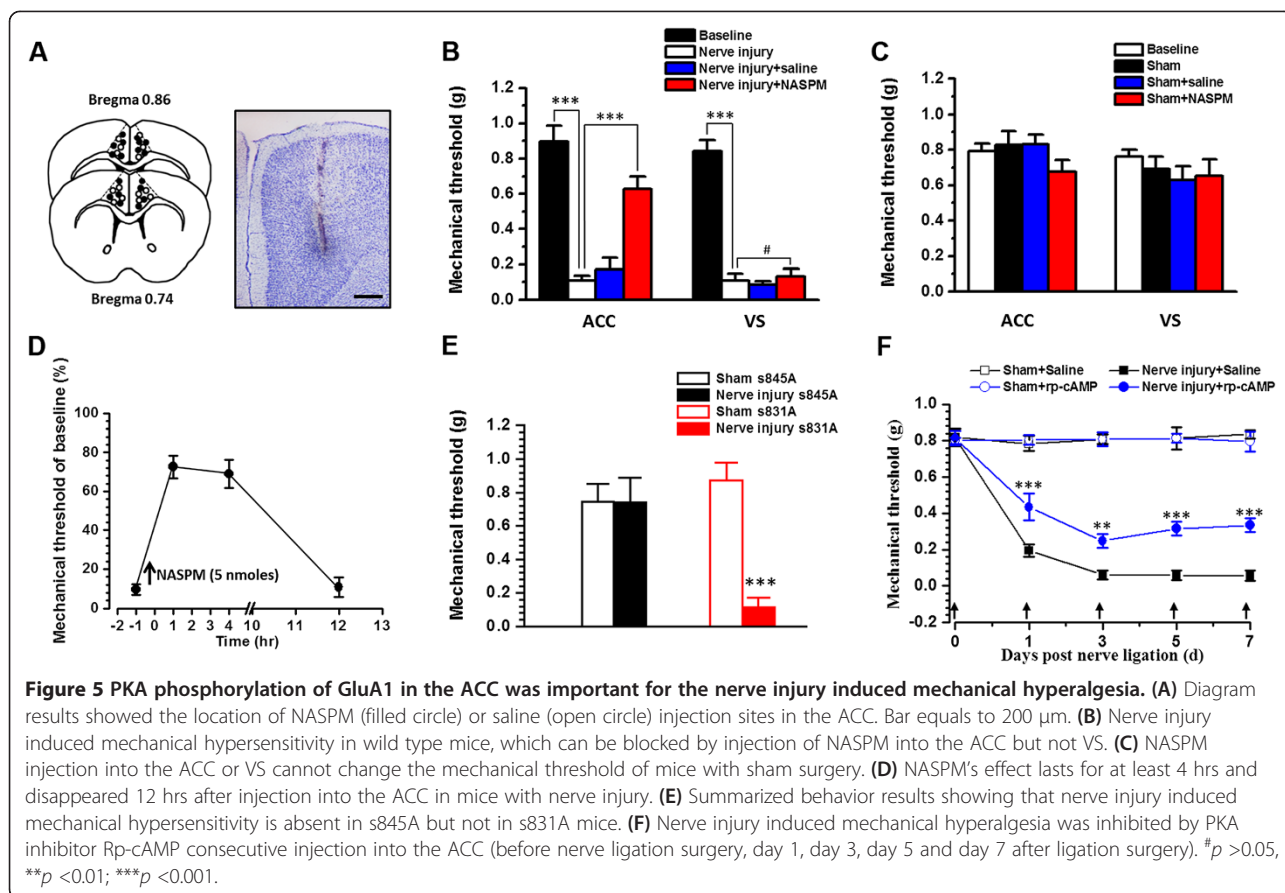 A
Bregma 0.86
Bregma 0.74
B
Baseline
Nerve injury
Nerve injury+saline
Nerve injury+NASPM
Mechanical threshold (g)
1.2
1.0
0.8
0.6
0.4
0.2
0.0
***
***
***
#
ACC
VS
C
Baseline
Sham
Sham+saline
Sham+NASPM
Mechanical threshold (g)
1.2
1.0
0.8
0.6
0.4
0.2
0.0
ACC
VS
D
Mechanical threshold of baseline (%)
100
80
60
40
20
0
NASPM (5 nmoles)
-2 -1 0 1 2 3 4 10 11 12 13
Time (hr)
E
Sham s845A
Nerve injury s845A
Sham s831A
Nerve injury s831A
Mechanical threshold (g)
1.2
1.0
0.8
0.6
0.4
0.2
0.0
***
F
Sham+Saline
Nerve injury+Saline
Sham+rp-cAMP
Nerve injury+rp-cAMP
Mechanical threshold (g)
1.0
0.8
0.6
0.4
0.2
0.0
-0.2
***
**
***
***
0 1 3 5 7
Days post nerve ligation (d)
Figure 5 PKA phosphorylation of GluA1 in the ACC was important for the nerve injury induced mechanical hyperalgesia. (A) Diagram
results showed the location of NASPM (filled circle) or saline (open circle) injection sites in the ACC. Bar equals to 200 μm. (B) Nerve injury
induced mechanical hypersensitivity in wild type mice, which can be blocked by injection of NASPM into the ACC but not VS. (C) NASPM
injection into the ACC or VS cannot change the mechanical threshold of mice with sham surgery. (D) NASPM's effect lasts for at least 4 hrs and
disappeared 12 hrs after injection into the ACC in mice with nerve injury. (E) Summarized behavior results showing that nerve injury induced
mechanical hypersensitivity is absent in s845A but not in s831A mice. (F) Nerve injury induced mechanical hyperalgesia was inhibited by PKA
inhibitor Rp-cAMP consecutive injection into the ACC (before nerve ligation surgery, day 1, day 3, day 5 and day 7 after ligation surgery). #p >0.05,
**p <0.01; ***p <0.001.